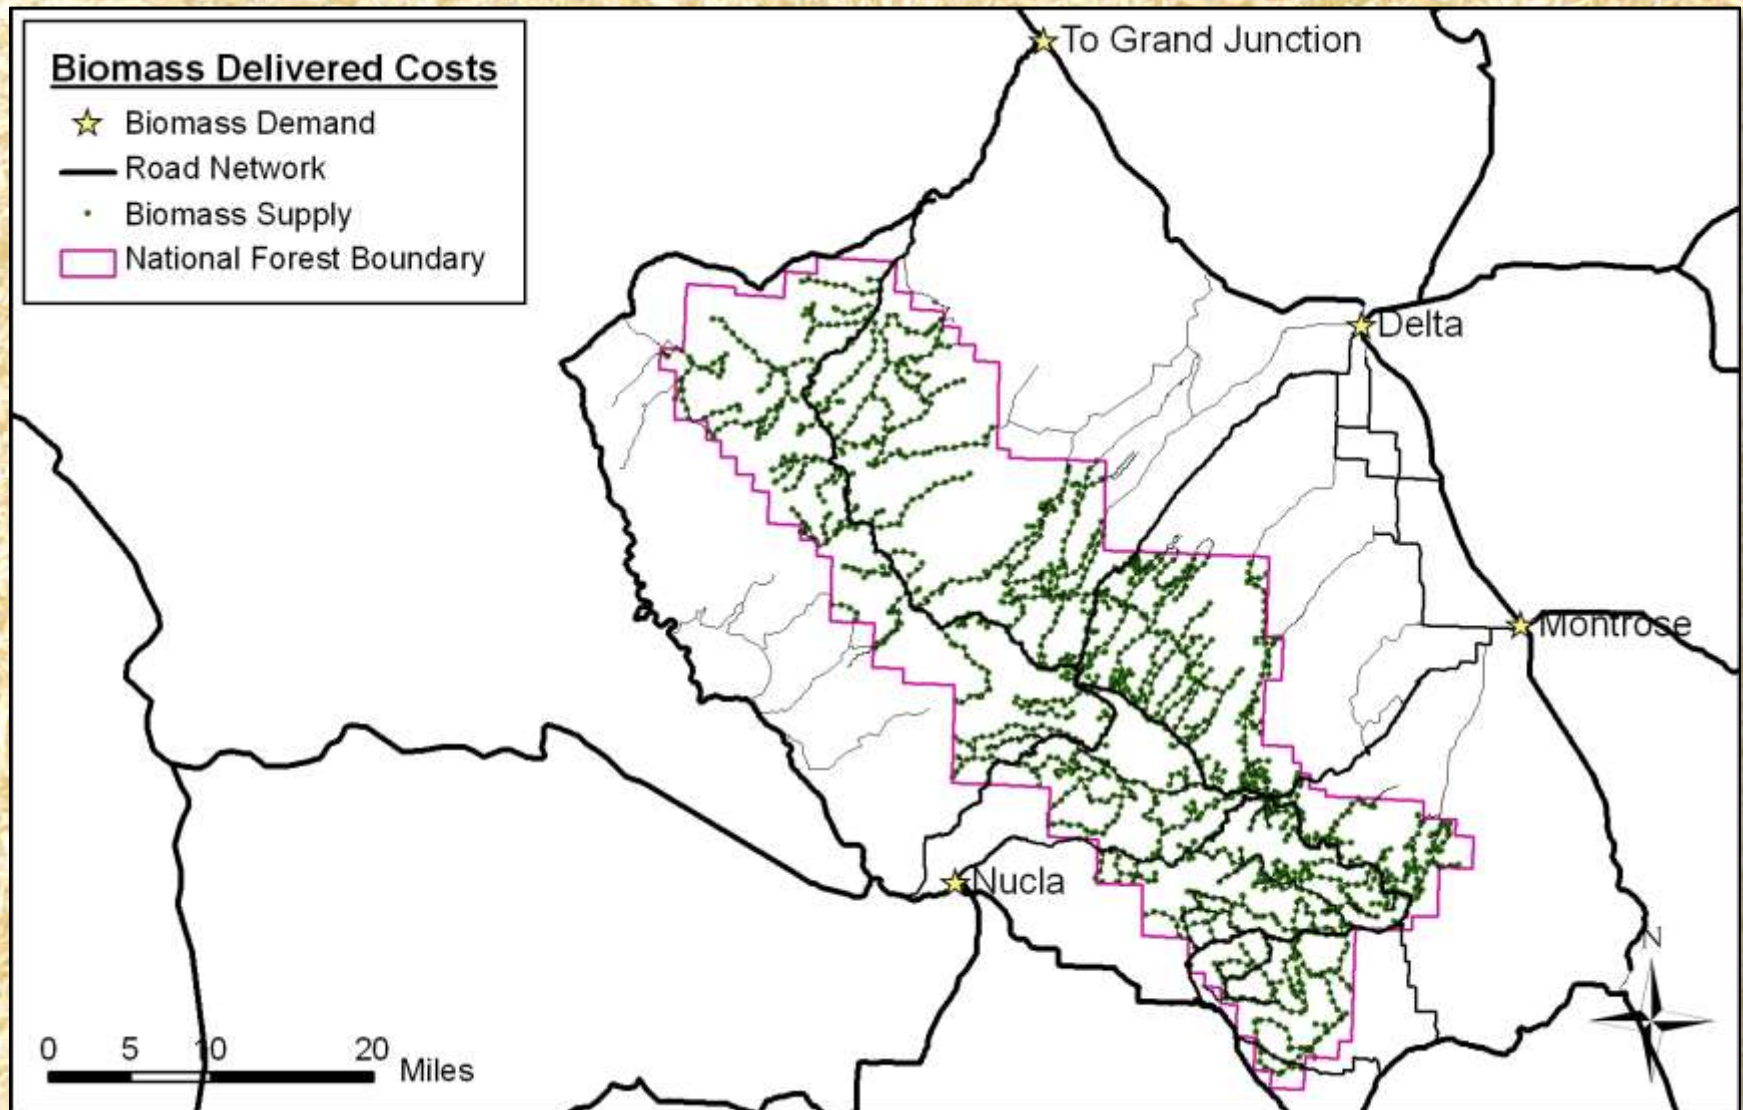 Biomass Delivered Costs
Biomass Demand
Road Network
Biomass Supply
National Forest Boundary
To Grand Junction
Delta
Montrose
Nucla
N
0 5 10 20
Miles